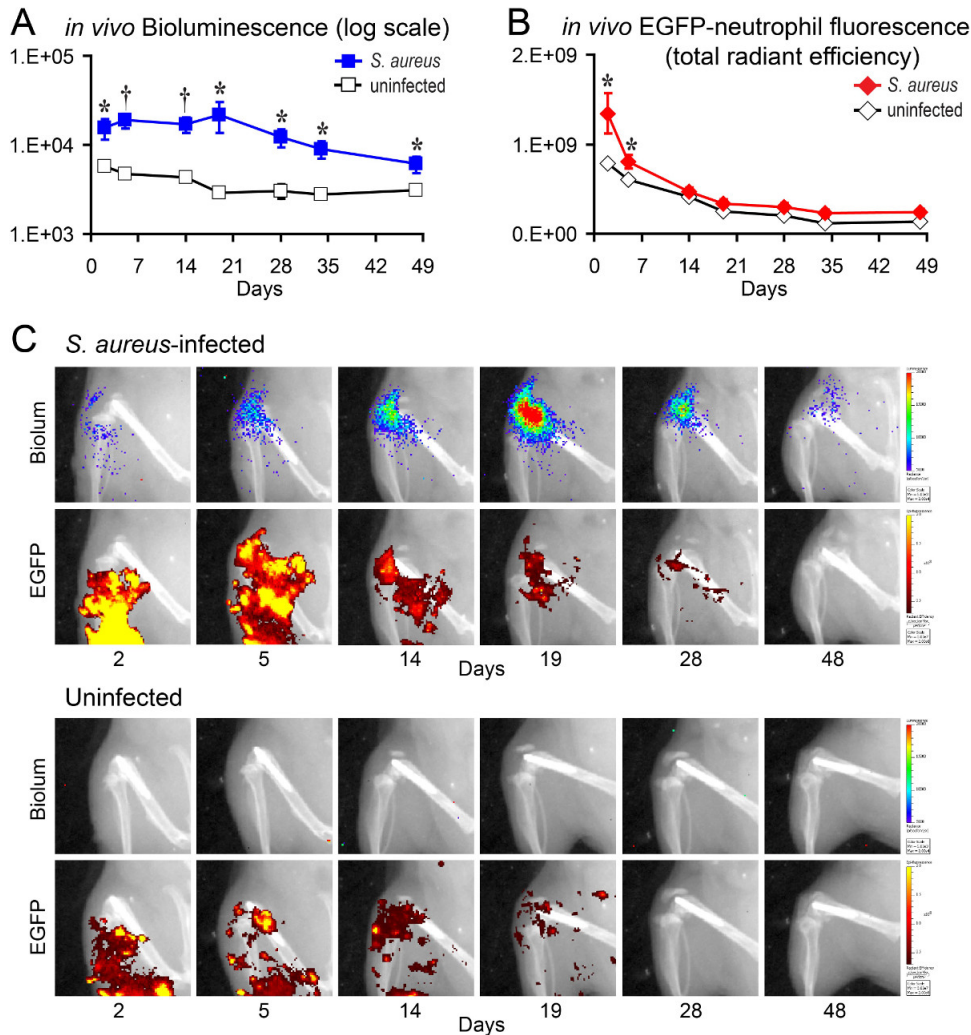 A
in vivo Bioluminescence (log scale)
1.E+05
1.E+04
1.E+03
S. aureus
uninfected
* † † * * * *
0 7 14 21 28 35 42 49
Days
B
in vivo EGFP-neutrophil fluorescence
(total radiant efficiency)
2.E+09
1.E+09
0.E+00
S. aureus
uninfected
* *
0 7 14 21 28 35 42 49
Days
C
S. aureus-infected
Biolum
EGFP
2 5 14 19 28 48
Days
Uninfected
Biolum
EGFP
2 5 14 19 28 48
Days